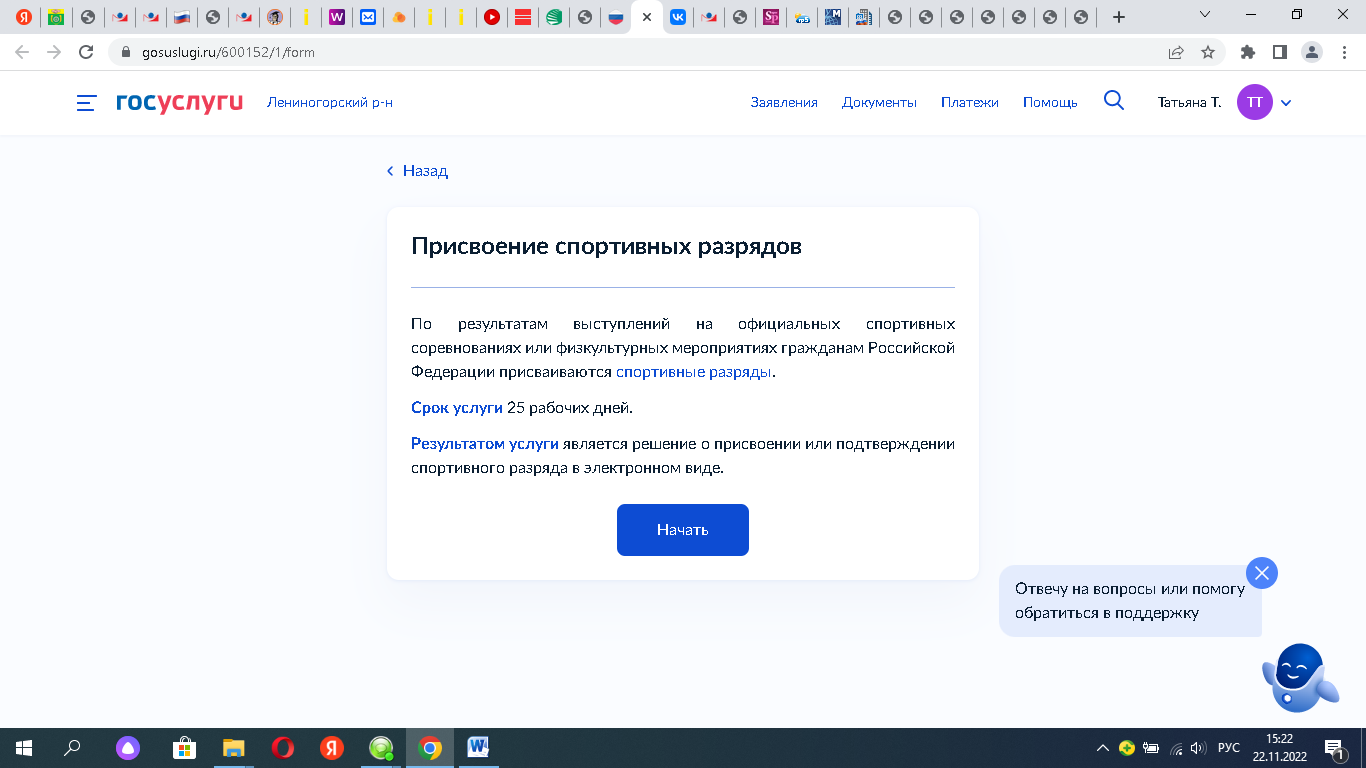 gosuslugi.ru/600152/1/form
госуслуги
Лениногорский р-н
Заявления
Документы
Платежи
Помощь
Татьяна Т.
ТТ
Назад
Присвоение спортивных разрядов
По результатам выступлений на официальных спортивных
соревнованиях или физкультурных мероприятиях гражданам Российской
Федерации присваиваются спортивные разряды.
Срок услуги 25 рабочих дней.
Результатом услуги является решение о присвоении или подтверждении
спортивного разряда в электронном виде.
Начать
Отвечу на вопросы или помогу
обратиться в поддержку
РУС
15:22
22.11.2022
1